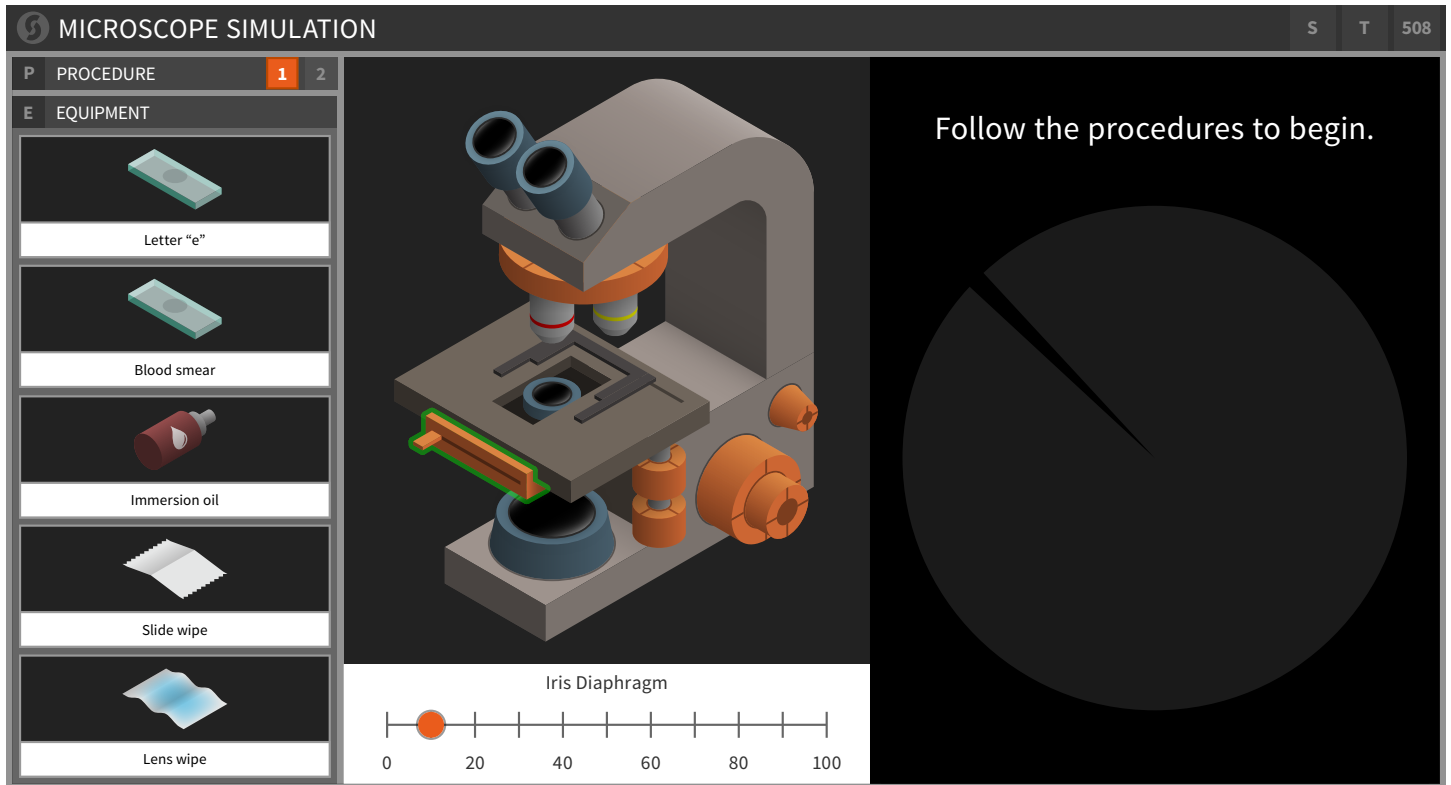 MICROSCOPE SIMULATION
S T 508
P PROCEDURE 1 2
E EQUIPMENT
Letter “e”
Blood smear
Immersion oil
Slide wipe
Lens wipe
Iris Diaphragm
0 20 40 60 80 100
Follow the procedures to begin.